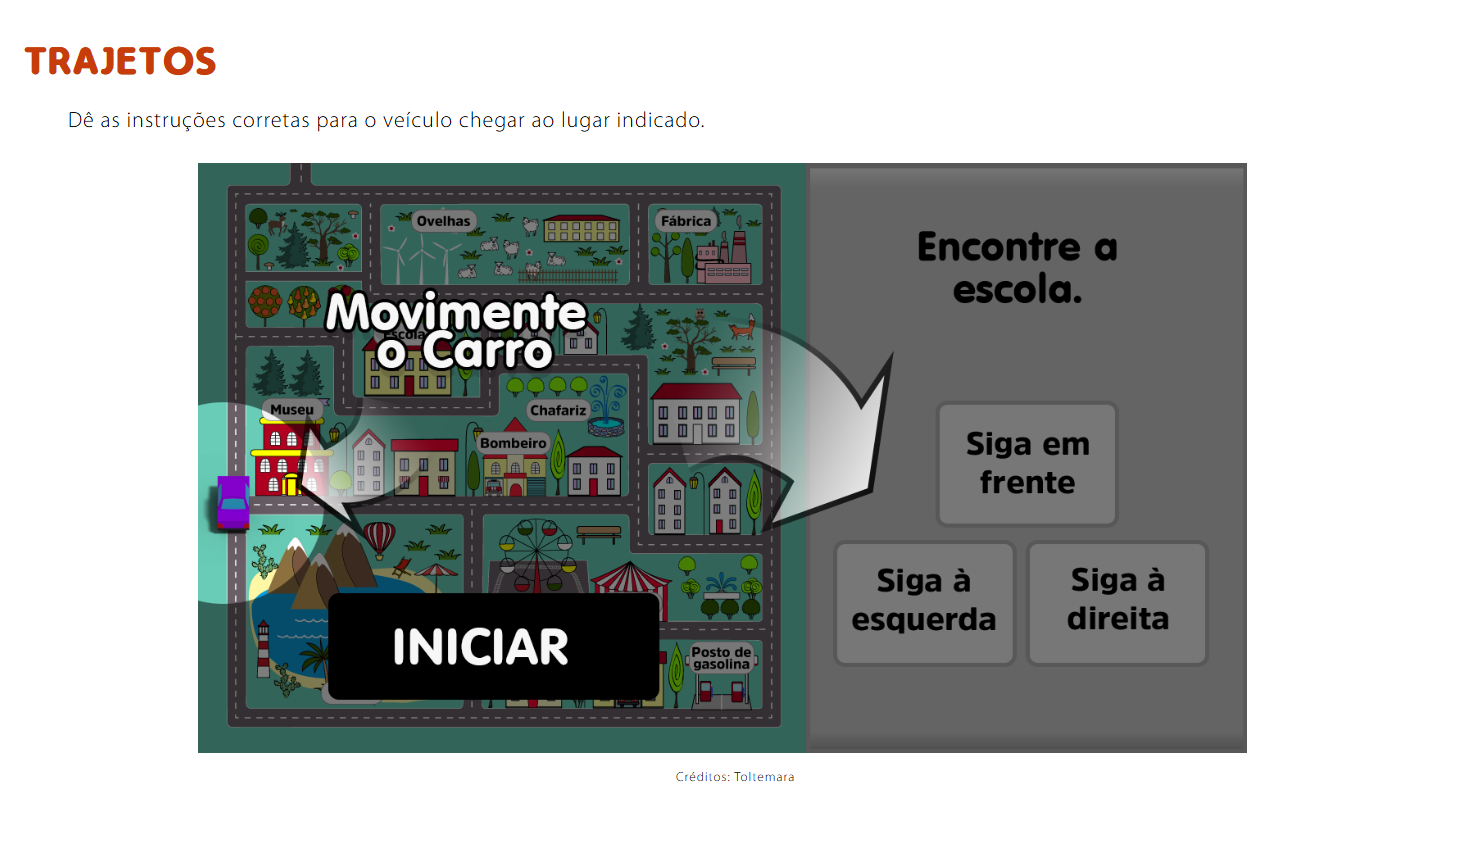 TRAJETOS
Dê as instruções corretas para o veículo chegar ao lugar indicado.
Ovelhas
Fábrica
Encontre a
escola.
Movimente
o Carro
Escola
Museu
Chafariz
Bombeiro
Siga em
frente
Siga à
esquerda
Siga à
direita
INICIAR
Posto de
gasolina
Créditos: Toltemara